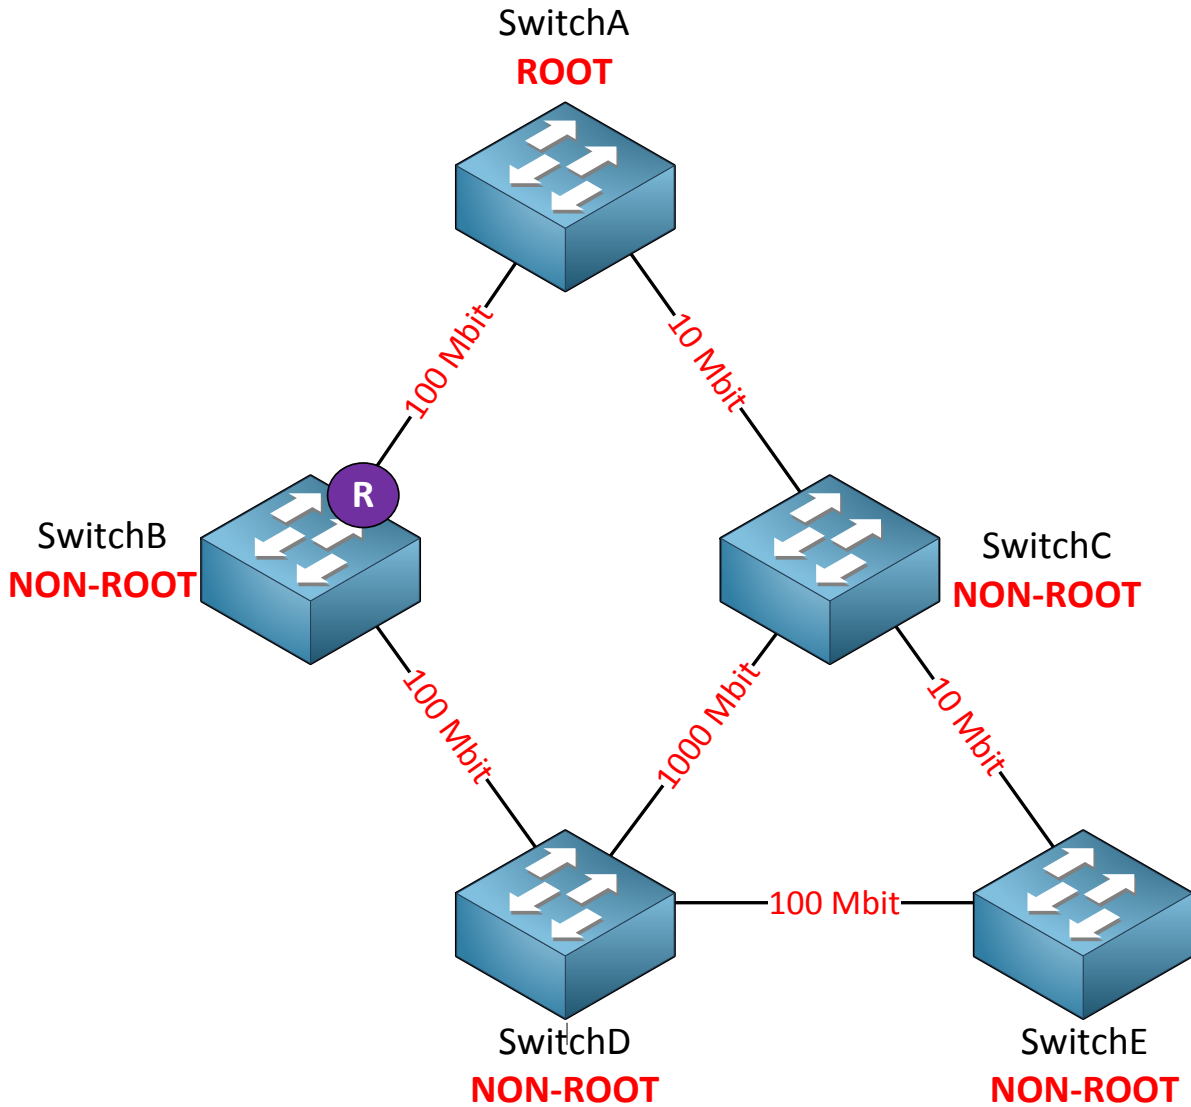 SwitchA
ROOT
100 Mbit
10 Mbit
R
SwitchB
NON-ROOT
SwitchC
NON-ROOT
100 Mbit
1000 Mbit
10 Mbit
100 Mbit
SwitchD
NON-ROOT
SwitchE
NON-ROOT